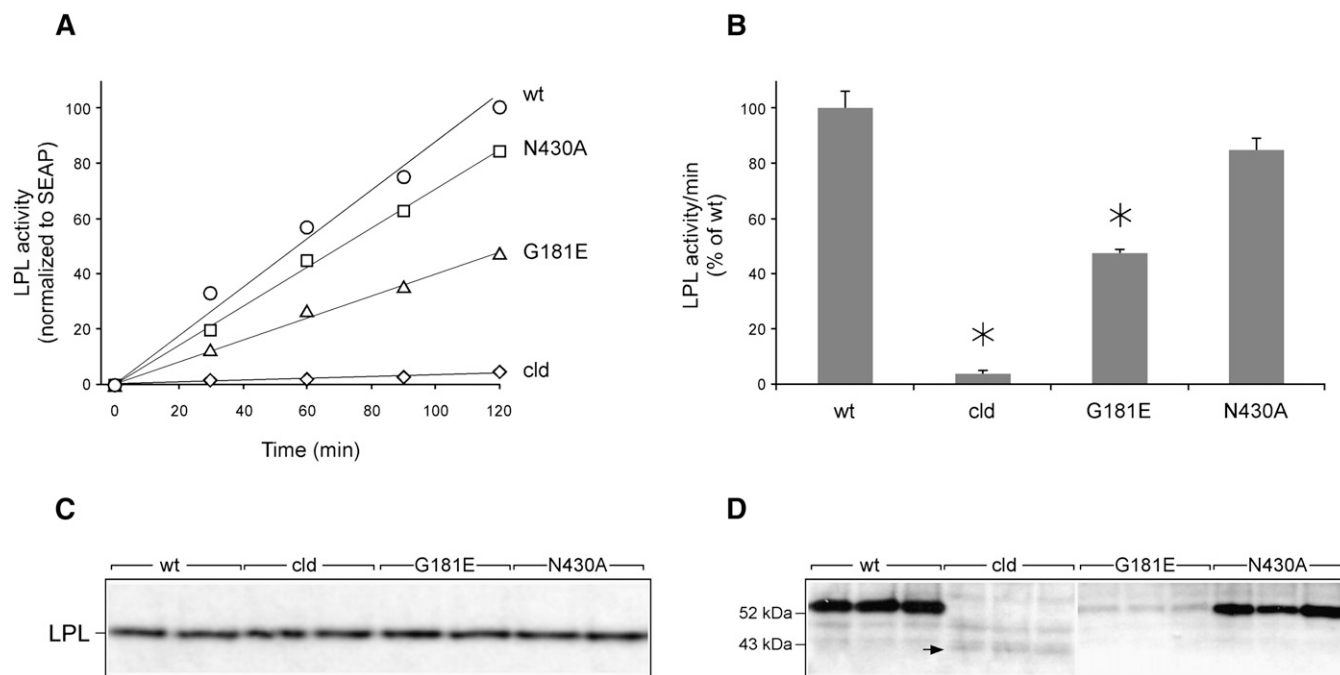 A
LPL activity
(normalized to SEAP)
100
80
60
40
20
0
wt
N430A
G181E
cld
0 20 40 60 80 100 120
Time (min)
B
LPL activity/min
(% of wt)
100
80
60
40
20
0
wt cld G181E N430A
C
wt cld G181E N430A
LPL
D
wt cld G181E N430A
52 kDa
43 kDa